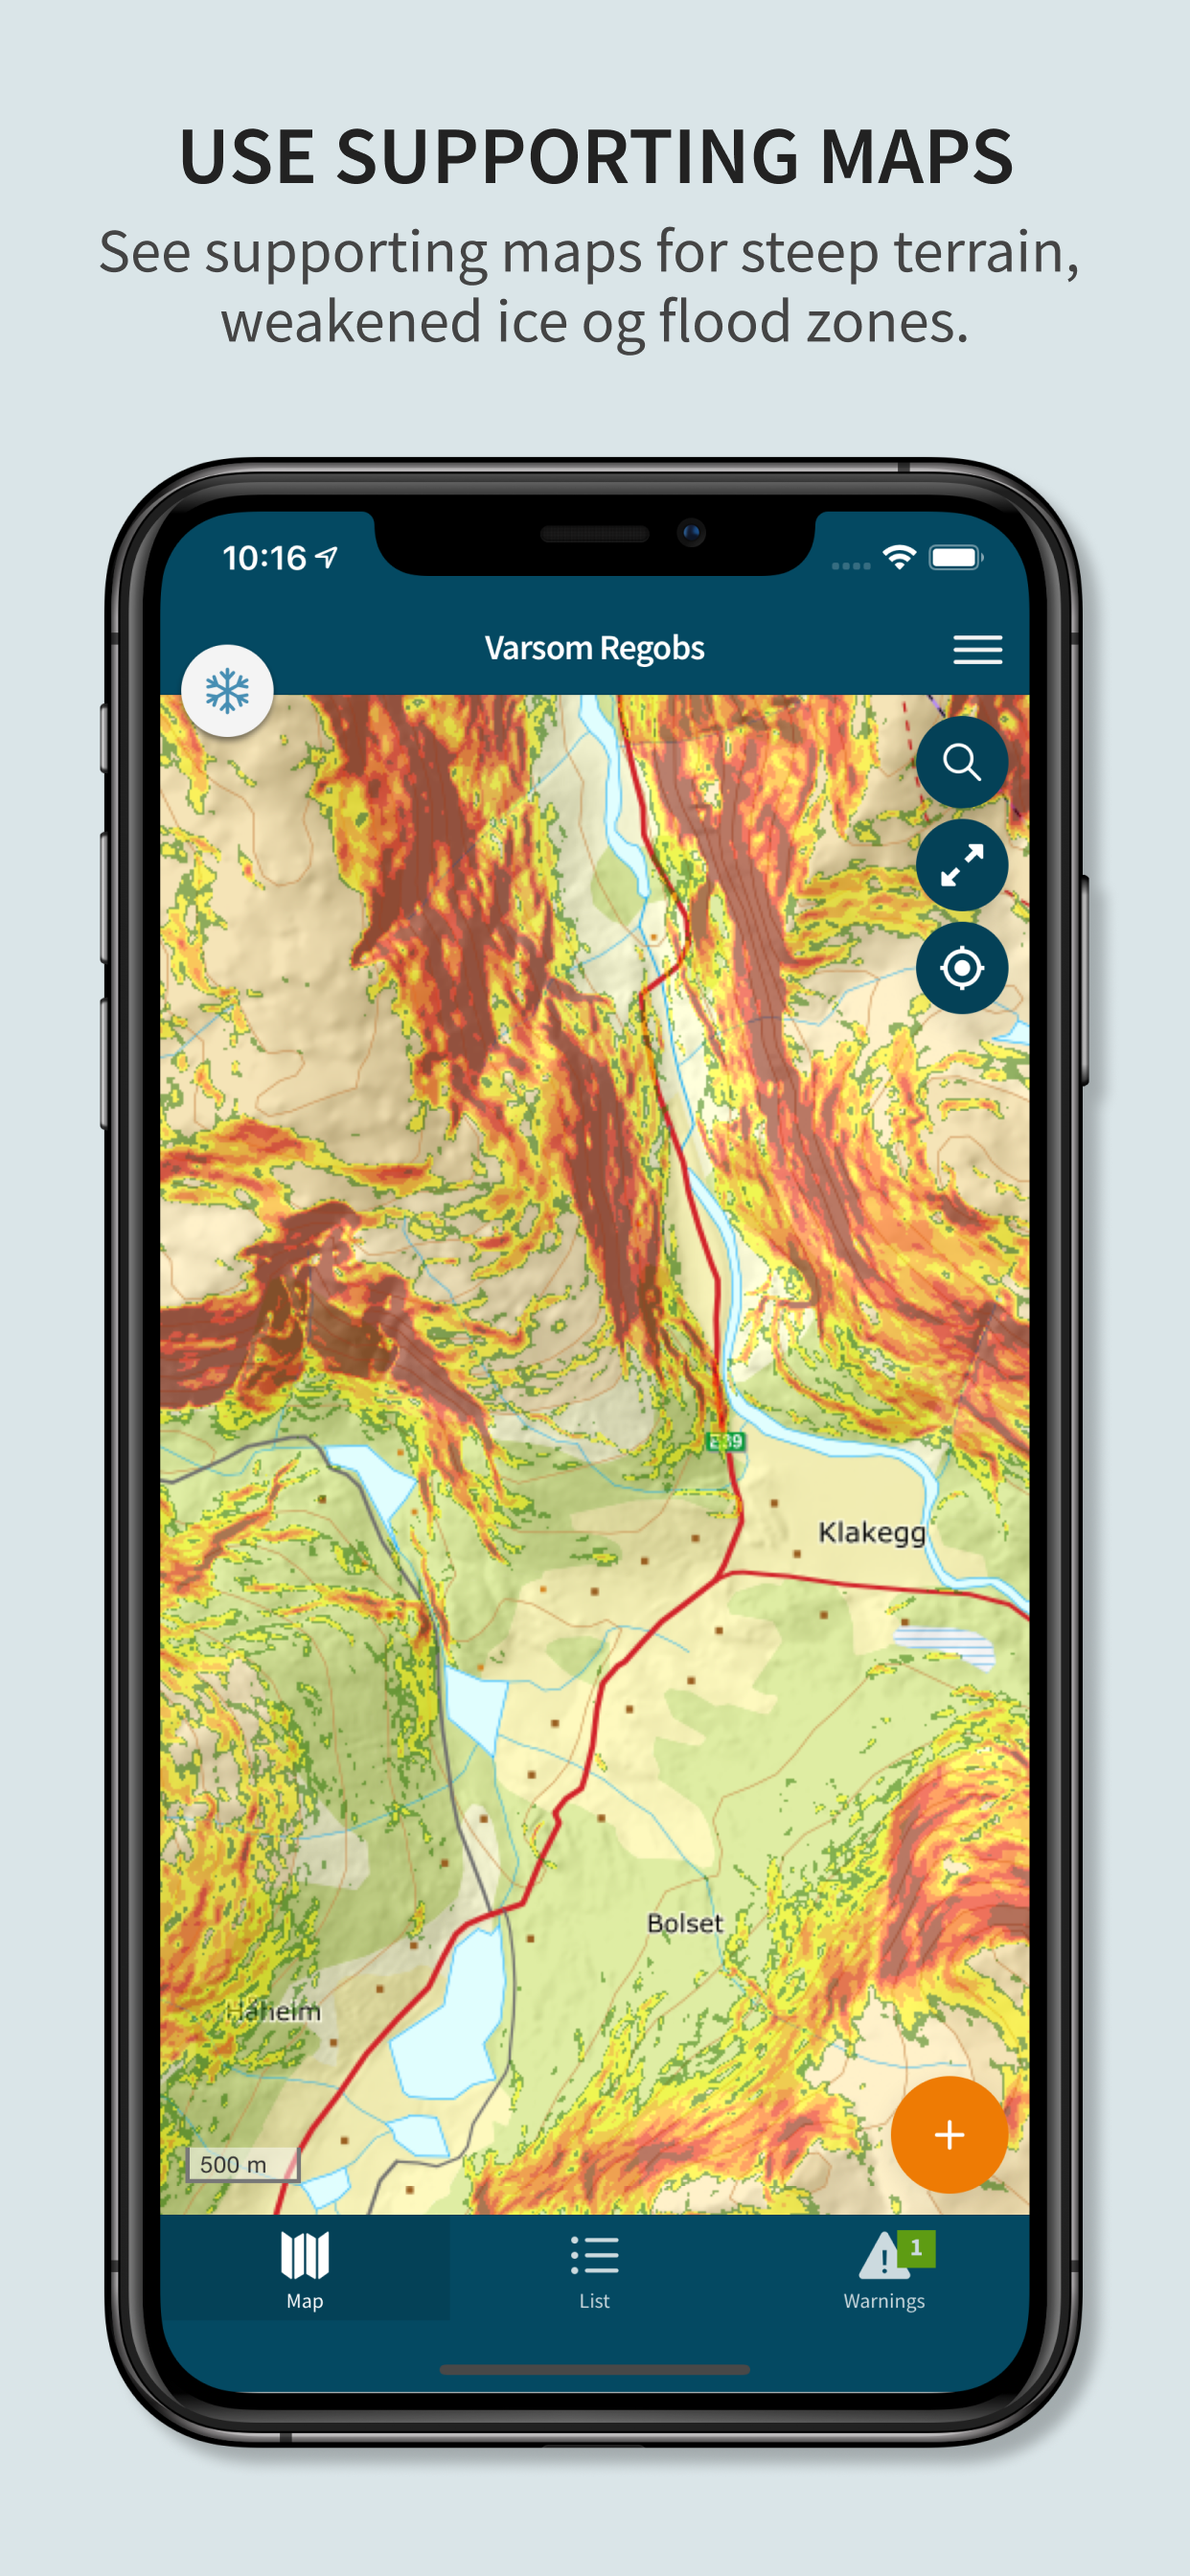 USE SUPPORTING MAPS
See supporting maps for steep terrain,
weakened ice og flood zones.
10:16
Varsom Regobs
E39
Klakegg
Bolset
Håheim
500 m
1
Map
List
Warnings